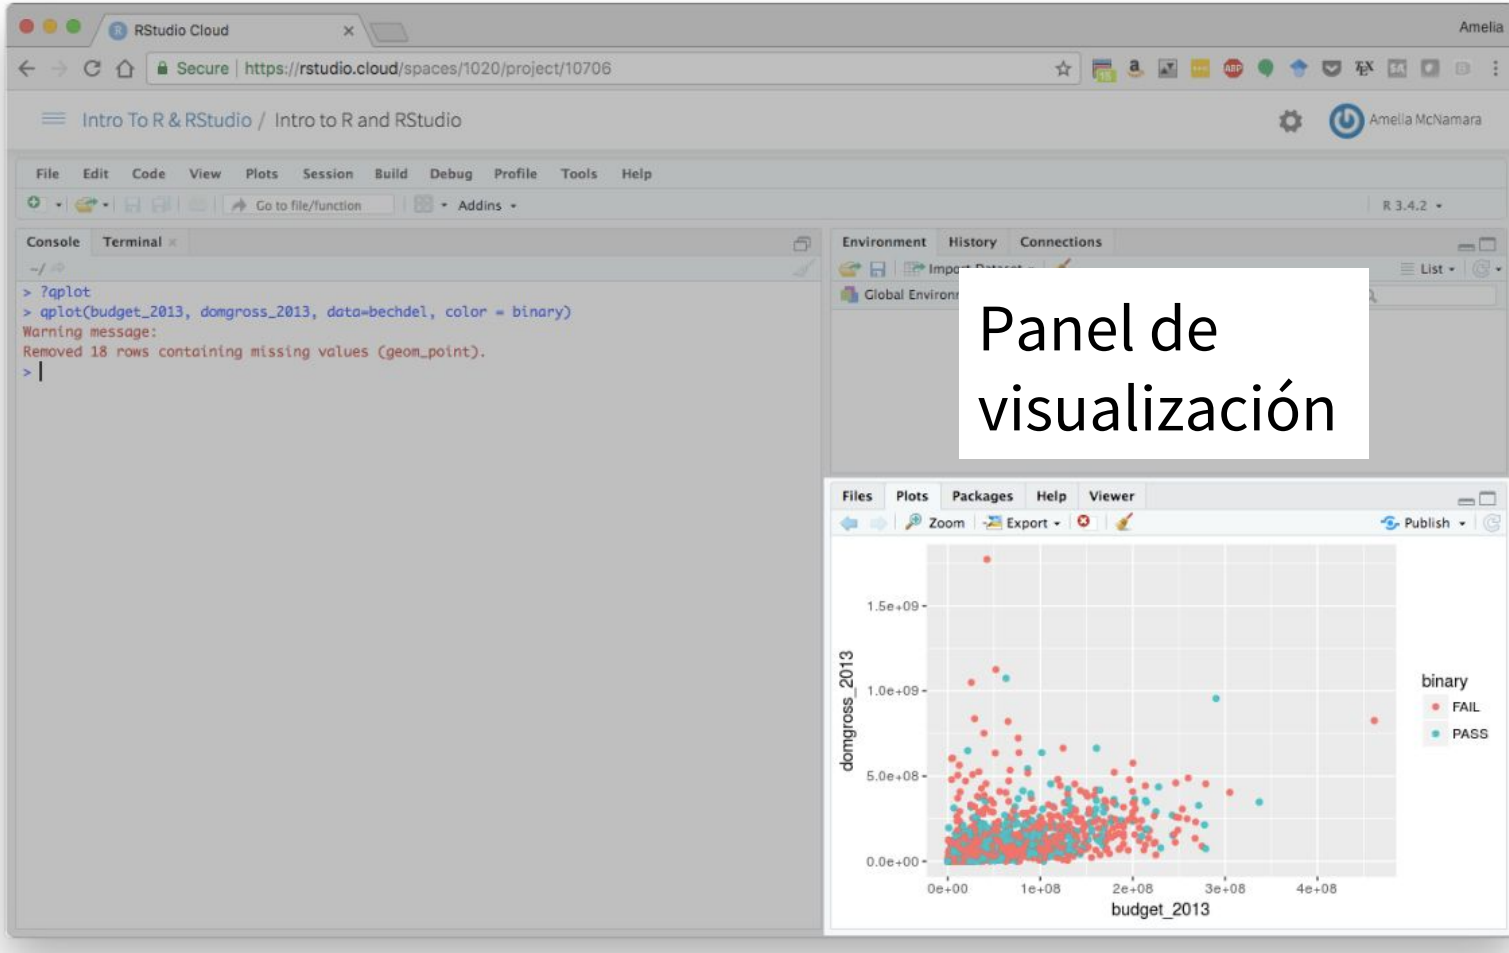 RStudio Cloud
Amelia
Secure | https://rstudio.cloud/spaces/1020/project/10706
Intro To R & RStudio / Intro to R and RStudio
Amelia McNamara
File Edit Code View Plots Session Build Debug Profile Tools Help
Go to file/function Addins
R 3.4.2
Console Terminal
~/
> ?qplot
> qplot(budget_2013, domgross_2013, data=bechdel, color = binary)
Warning message:
Removed 18 rows containing missing values (geom_point).
>
Environment History Connections
List
Panel de
visualización
Files Plots Packages Help Viewer
Zoom Export Publish
domgross_2013
1.5e+09
1.0e+09
5.0e+08
0.0e+00
0e+00 1e+08 2e+08 3e+08 4e+08
budget_2013
binary
FAIL
PASS